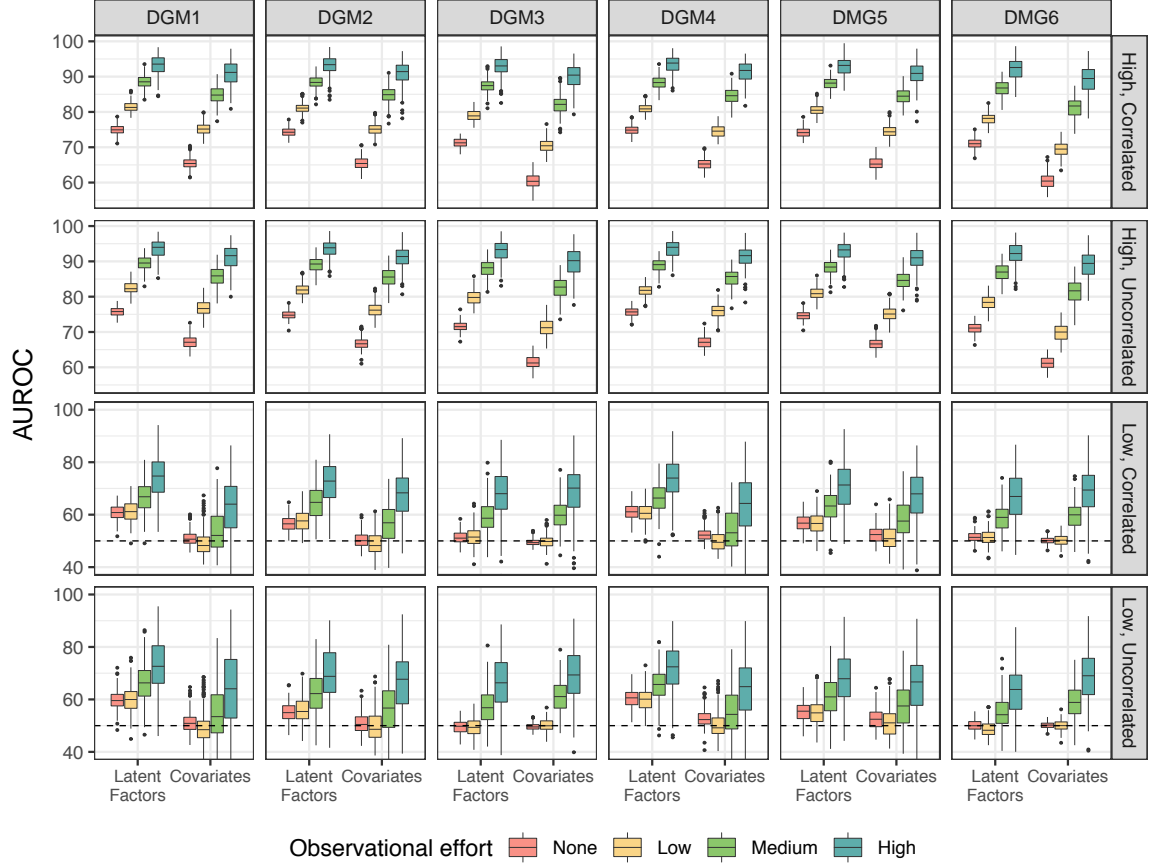 DGM1 DGM2 DGM3 DGM4 DMG5 DMG6
AUROC
100
90
80
70
60
High, Correlated
100
90
80
70
60
High, Uncorrelated
100
80
60
40
Low, Correlated
100
80
60
40
Low, Uncorrelated
Latent Covariates Latent Covariates Latent Covariates Latent Covariates Latent Covariates Latent Covariates
Factors Factors Factors Factors Factors Factors
Observational effort None Low Medium High